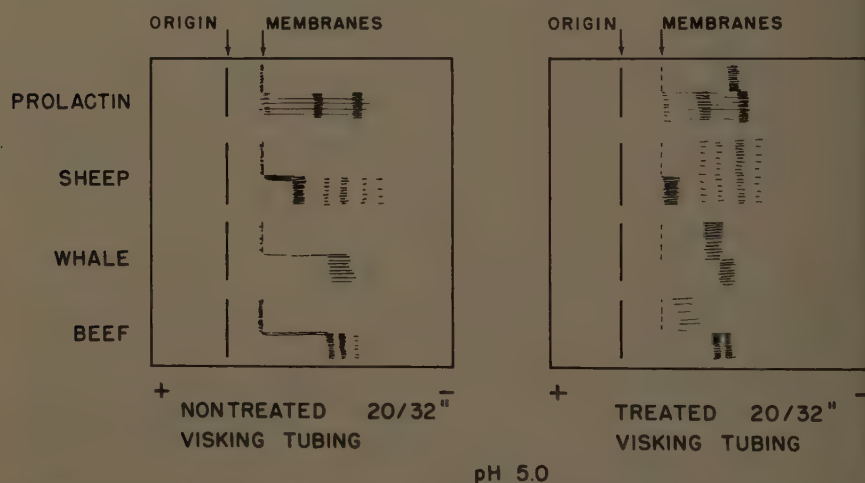 ORIGIN MEMBRANES ORIGIN MEMBRANES
PROLACTIN
SHEEP
WHALE
BEEF
+ − + −
NONTREATED 20/32" TREATED 20/32"
VISKING TUBING VISKING TUBING
pH 5.0